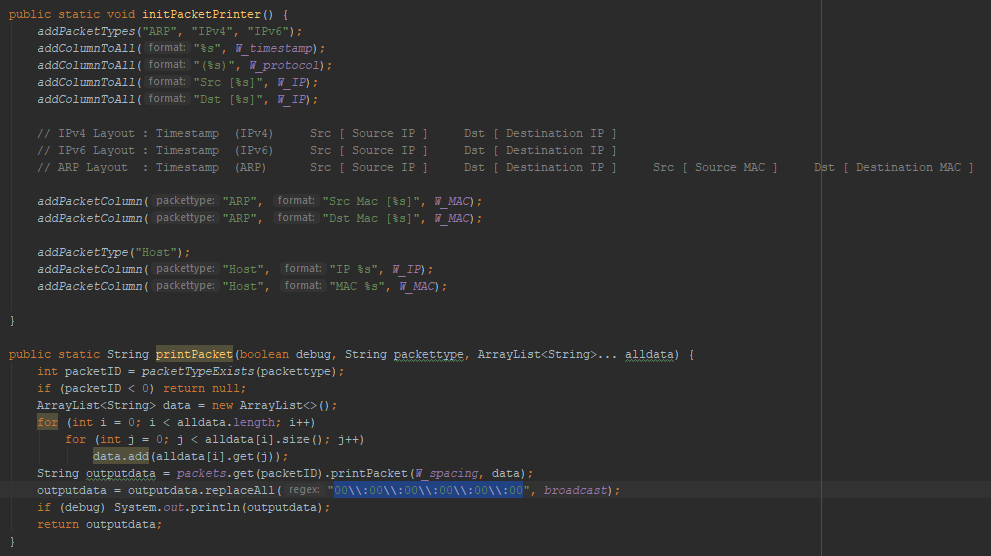 public static void initPacketPrinter() {
    addPacketTypes("ARP", "IPv4", "IPv6");
    addColumnToAll( format: "%s", W_timestamp);
    addColumnToAll( format: "(%s)", W_protocol);
    addColumnToAll( format: "Src [%s]", W_IP);
    addColumnToAll( format: "Dst [%s]", W_IP);
    // IPv4 Layout : Timestamp  (IPv4)     Src [ Source IP ]     Dst [ Destination IP ]
    // IPv6 Layout : Timestamp  (IPv6)     Src [ Source IP ]     Dst [ Destination IP ]
    // ARP Layout  : Timestamp  (ARP)      Src [ Source IP ]     Dst [ Destination IP ]     Src [ Source MAC ]     Dst [ Destination MAC ]
    addPacketColumn( packettype: "ARP", format: "Src Mac [%s]", W_MAC);
    addPacketColumn( packettype: "ARP", format: "Dst Mac [%s]", W_MAC);
    addPacketType("Host");
    addPacketColumn( packettype: "Host", format: "IP %s", W_IP);
    addPacketColumn( packettype: "Host", format: "MAC %s", W_MAC);
}
public static String printPacket(boolean debug, String packettype, ArrayList<String>... alldata) {
    int packetID = packetTypeExists(packettype);
    if (packetID < 0) return null;
    ArrayList<String> data = new ArrayList<>();
    for (int i = 0; i < alldata.length; i++)
        for (int j = 0; j < alldata[i].size(); j++)
            data.add(alldata[i].get(j));
    String outputdata = packets.get(packetID).printPacket(W_spacing, data);
    outputdata = outputdata.replaceAll( regex: "00\\:00\\:00\\:00\\:00\\:00", broadcast);
    if (debug) System.out.println(outputdata);
    return outputdata;
}